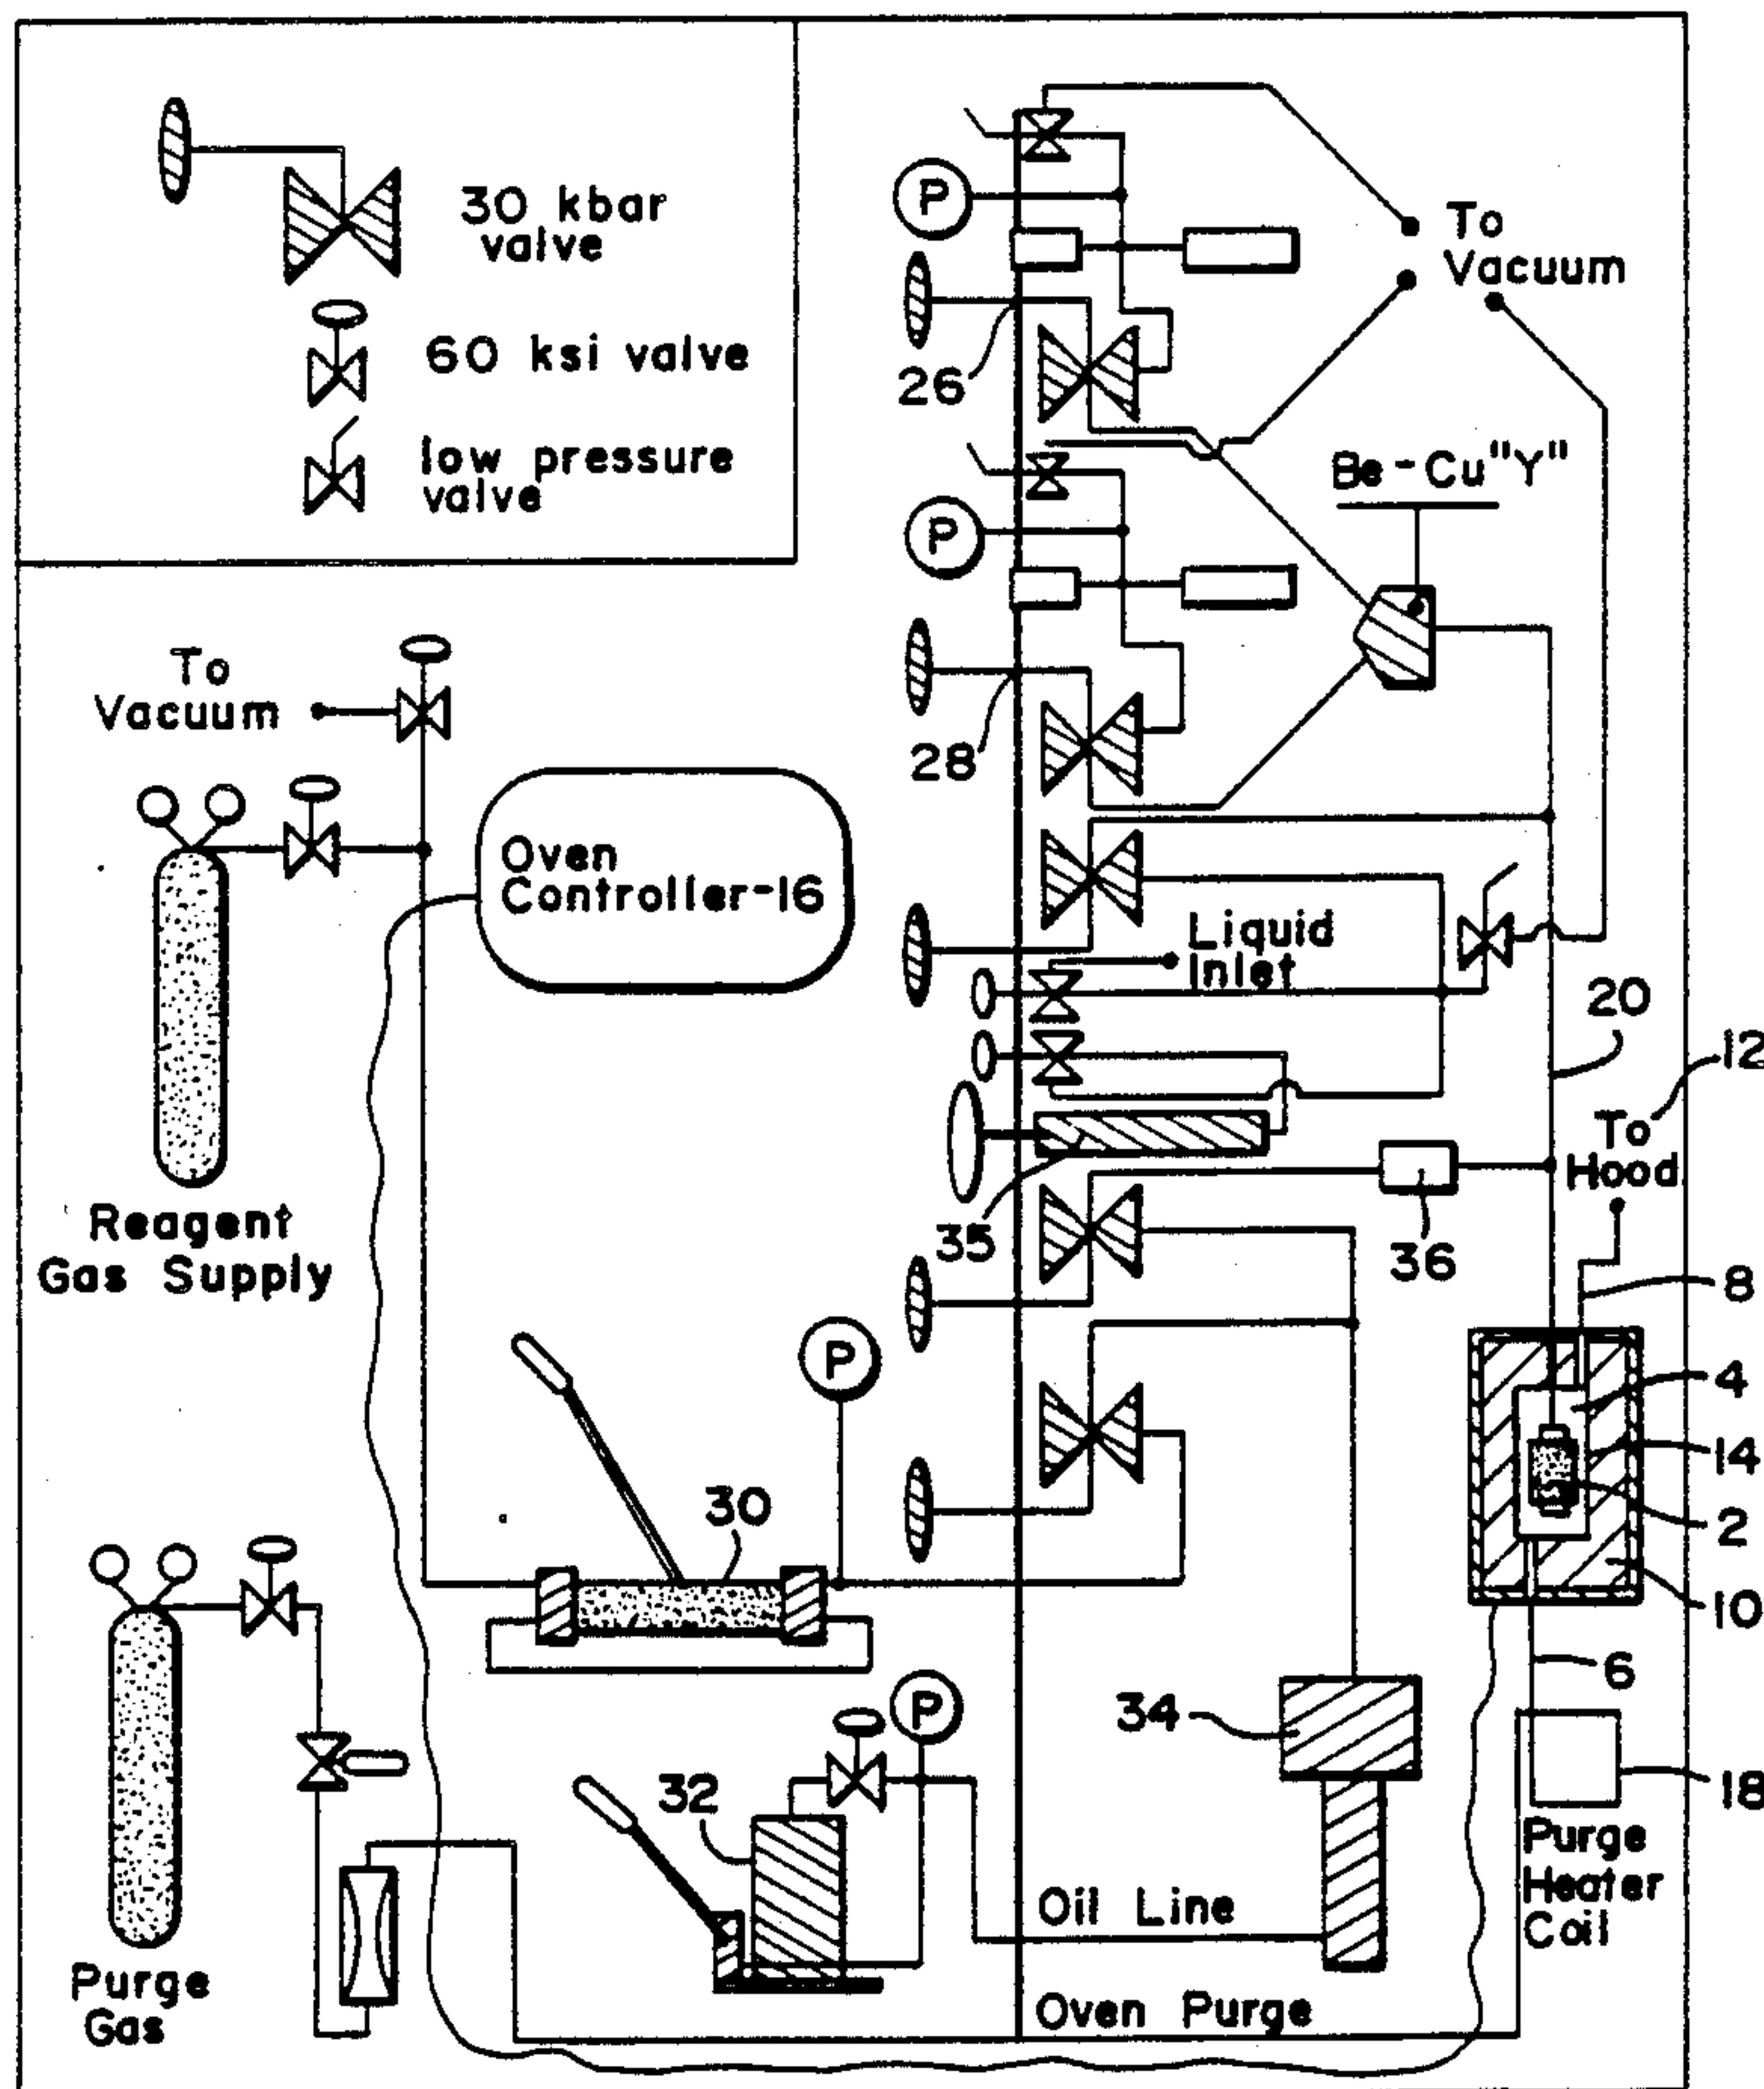 30 kbar
valve
60 ksi valve
low pressure
valve
P
To
Vacuum
26
Be-Cu "Y"
P
28
To
Vacuum
Oven
Controller-16
Liquid
Inlet
20
12
To
Hood
Reagent
Gas Supply
35
36
8
P
4
14
30
2
10
6
P
34
32
18
Purge
Heater
Coil
Oil Line
Purge
Gas
Oven Purge